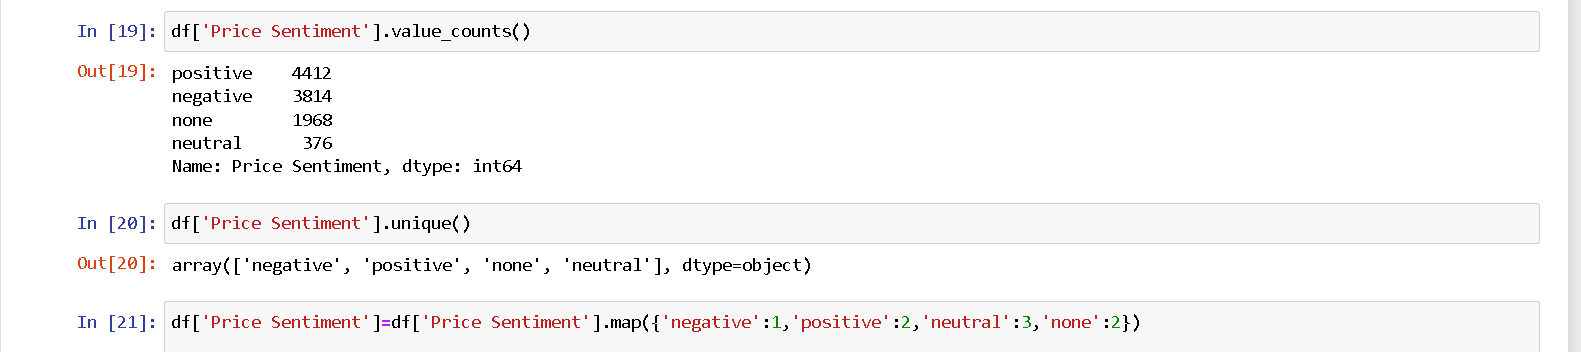 In [19]: df['Price Sentiment'].value_counts()
Out[19]: positive    4412
negative    3814
none        1968
neutral      376
Name: Price Sentiment, dtype: int64
In [20]: df['Price Sentiment'].unique()
Out[20]: array(['negative', 'positive', 'none', 'neutral'], dtype=object)
In [21]: df['Price Sentiment']=df['Price Sentiment'].map({'negative':1,'positive':2,'neutral':3,'none':2})